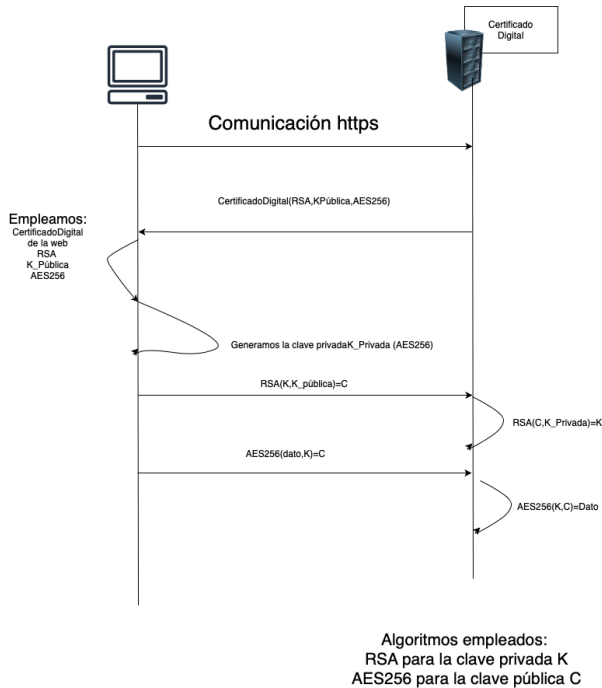 Certificado
Digital
Comunicación https
CertificadoDigital(RSA,KPública,AES256)
Empleamos:
CertificadoDigital
de la web
RSA
K_Pública
AES256
Generamos la clave privadaK_Privada (AES256)
RSA(K,K_pública)=C
RSA(C,K_Privada)=K
AES256(dato,K)=C
AES256(K,C)=Dato
Algoritmos empleados:
RSA para la clave privada K
AES256 para la clave pública C